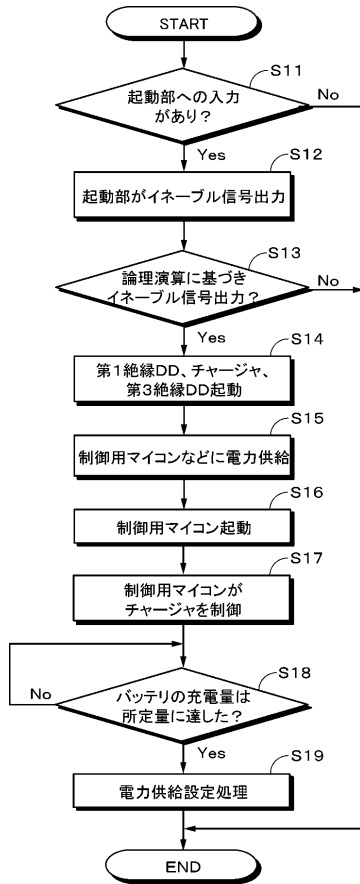 START
S11
起動部への入力
があり？
No
Yes
S12
起動部がイネーブル信号出力
S13
論理演算に基づき
イネーブル信号出力？
No
Yes
S14
第1絶縁DD、チャージャ、
第3絶縁DD起動
S15
制御用マイコンなどに電力供給
S16
制御用マイコン起動
S17
制御用マイコンが
チャージャを制御
S18
バッテリの充電量は
所定量に達した？
No
Yes
S19
電力供給設定処理
END